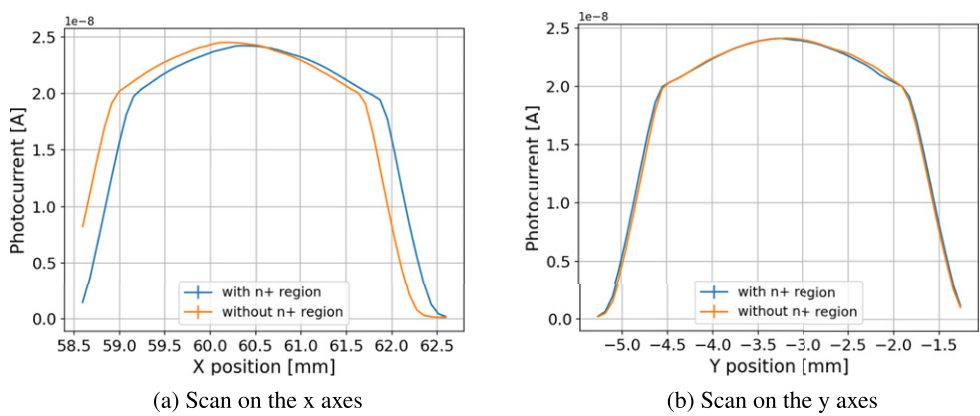 1e−8
2.5
2.0
1.5
1.0
0.5
0.0
Photocurrent [A]
with n+ region
without n+ region
58.5 59.0 59.5 60.0 60.5 61.0 61.5 62.0 62.5
X position [mm]
(a) Scan on the x axes
1e−8
2.5
2.0
1.5
1.0
0.5
0.0
Photocurrent [A]
with n+ region
without n+ region
−5.0 −4.5 −4.0 −3.5 −3.0 −2.5 −2.0 −1.5
Y position [mm]
(b) Scan on the y axes